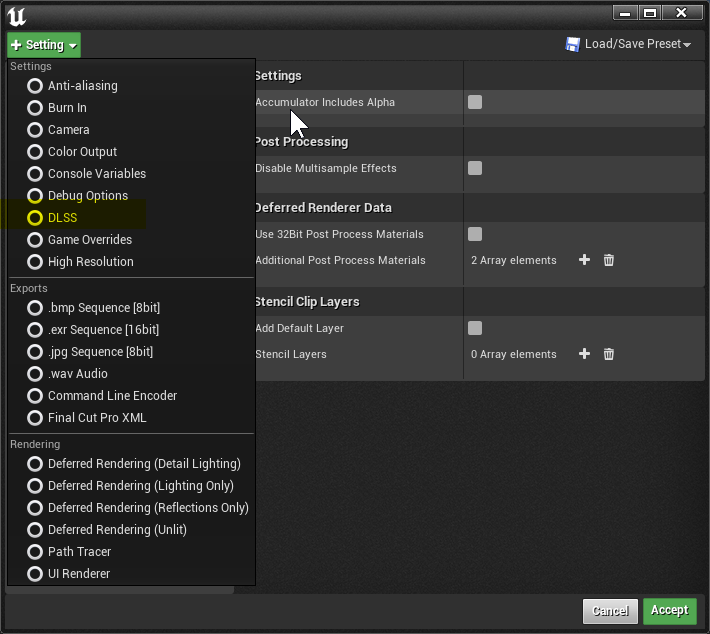 + Setting
Load/Save Preset
Settings
Anti-aliasing
Burn In
Camera
Color Output
Console Variables
Debug Options
DLSS
Game Overrides
High Resolution
Exports
.bmp Sequence [8bit]
.exr Sequence [16bit]
.jpg Sequence [8bit]
.wav Audio
Command Line Encoder
Final Cut Pro XML
Rendering
Deferred Rendering (Detail Lighting)
Deferred Rendering (Lighting Only)
Deferred Rendering (Reflections Only)
Deferred Rendering (Unlit)
Path Tracer
UI Renderer
Settings
Accumulator Includes Alpha
Post Processing
Disable Multisample Effects
Deferred Renderer Data
Use 32Bit Post Process Materials
Additional Post Process Materials 2 Array elements
Stencil Clip Layers
Add Default Layer
Stencil Layers 0 Array elements
Cancel Accept